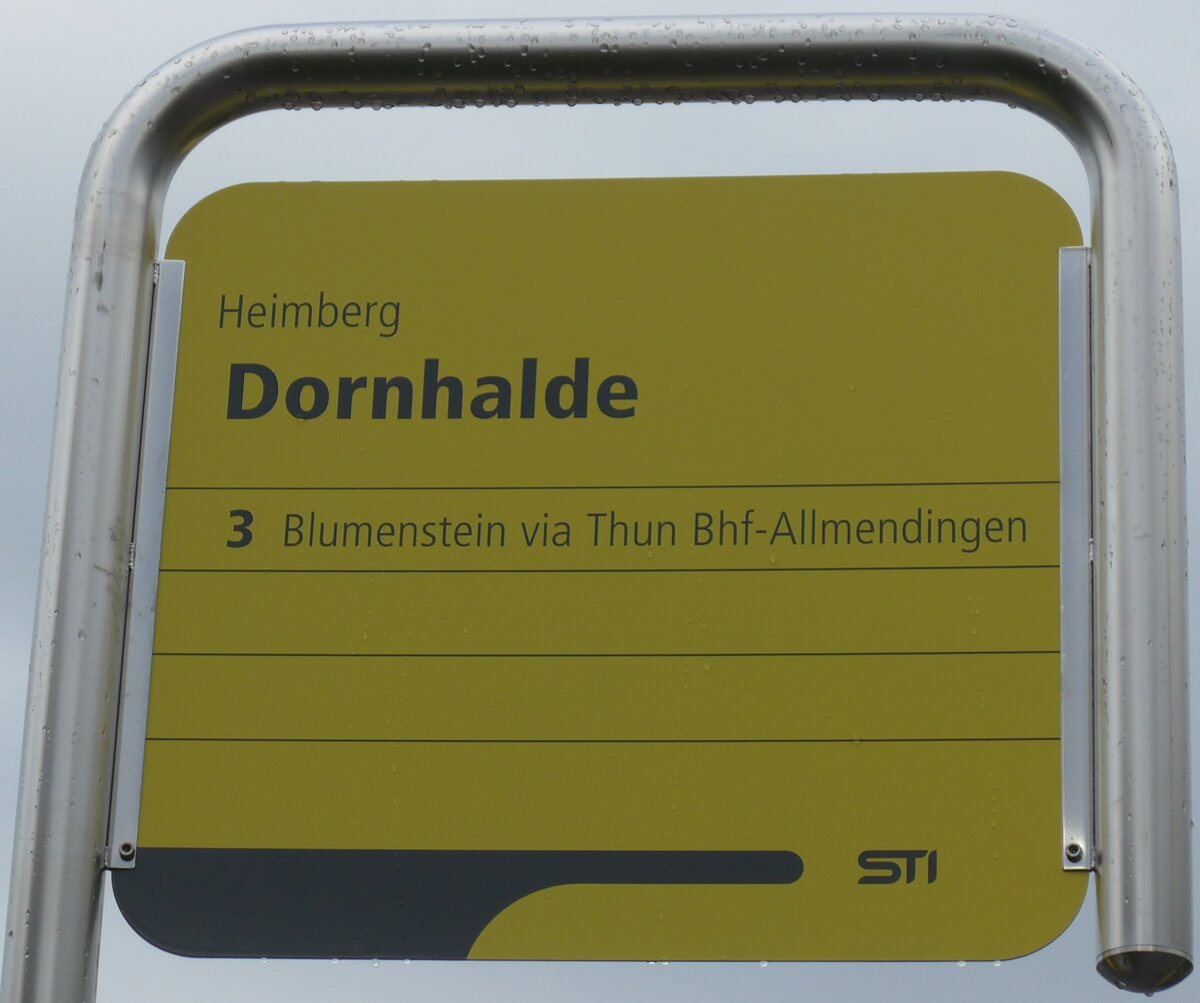 Heimberg
Dornhalde
3 Blumenstein via Thun Bhf-Allmendingen
STI